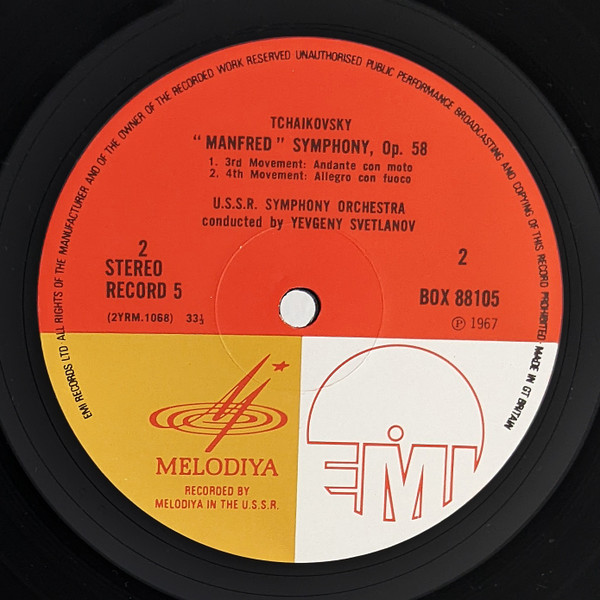 EMI RECORDS LTD· ALL RIGHTS OF THE MANUFACTURER AND OF THE OWNER OF THE RECORDED WORK RESERVED UNAUTHORISED PUBLIC PERFORMANCE BROADCASTING AND COPYING OF THIS RECORD PROHIBITED· MADE IN GT BRITAIN
TCHAIKOVSKY
“MANFRED” SYMPHONY, Op. 58
1. 3rd Movement: Andante con moto
2. 4th Movement: Allegro con fuoco
U.S.S.R. SYMPHONY ORCHESTRA
conducted by YEVGENY SVETLANOV
2
STEREO
RECORD 5
(2YRM.1068) 33⅓
2
BOX 88105
Ⓟ 1967
MELODIYA
RECORDED BY
MELODIYA IN THE U.S.S.R.
EMI